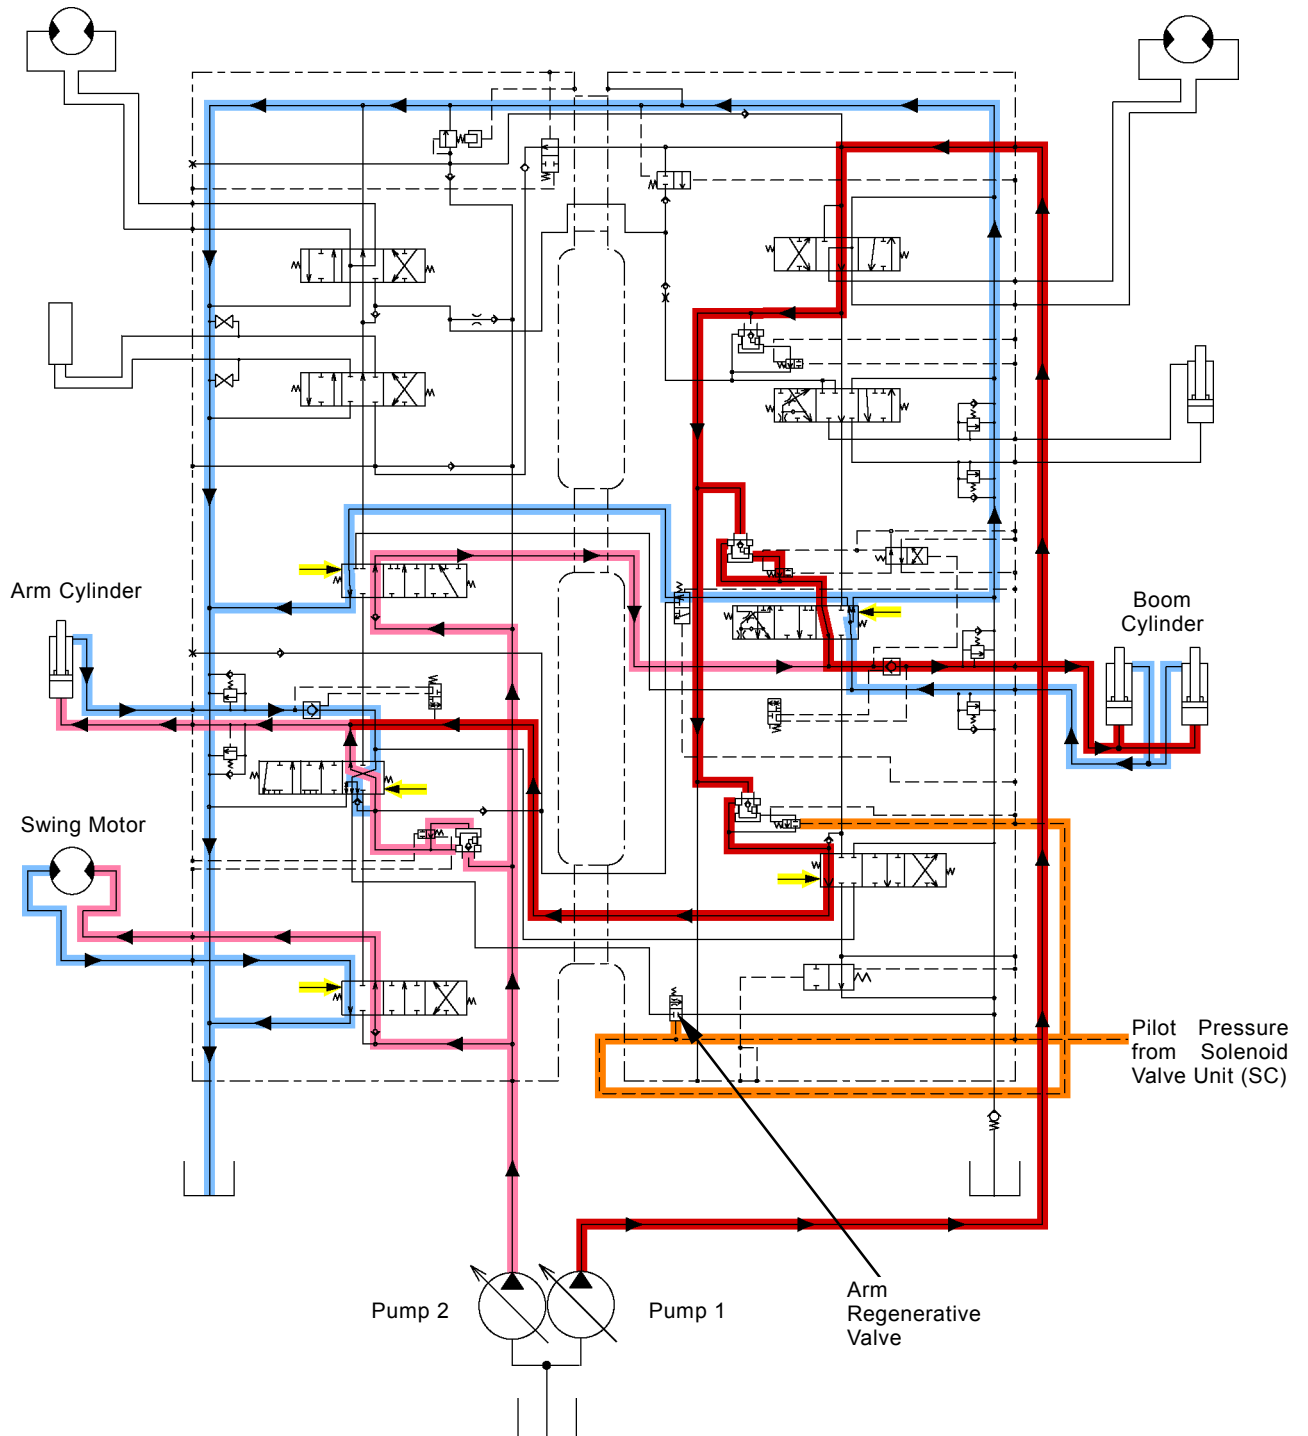 Arm Cylinder
Boom
Cylinder
Swing Motor
Pilot Pressure
from Solenoid
Valve Unit (SC)
Pump 2
Pump 1
Arm
Regenerative
Valve